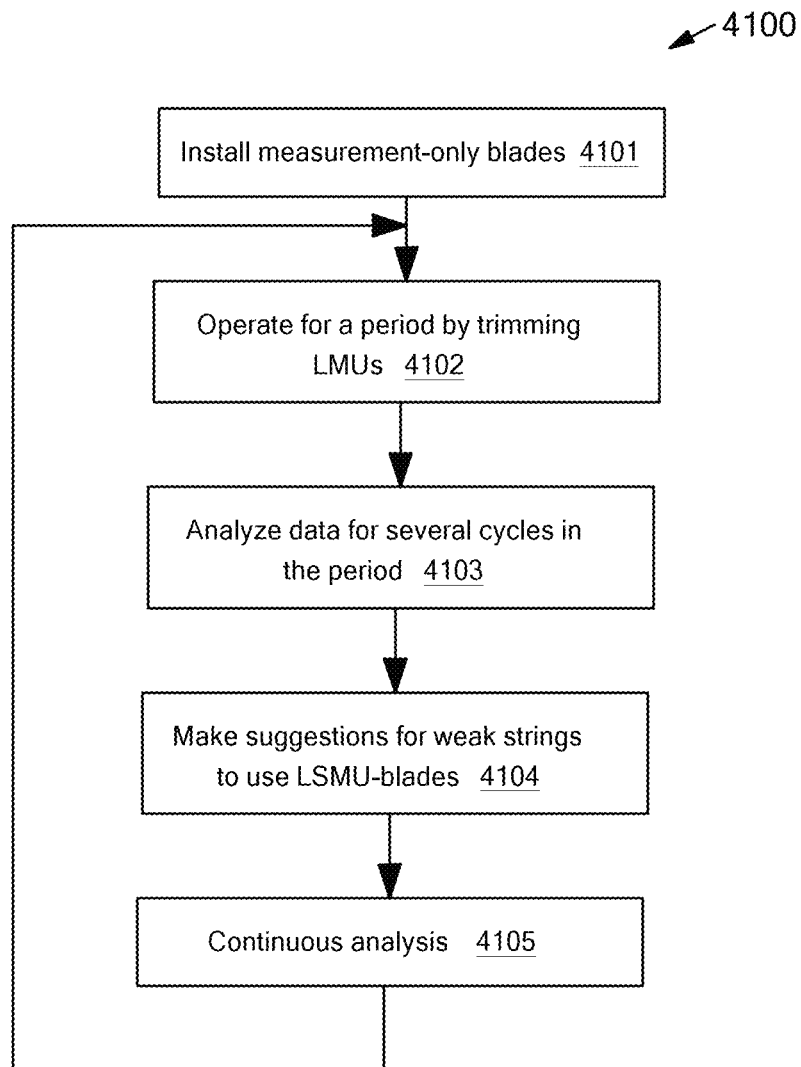 4100
Install measurement-only blades 4101
Operate for a period by trimming
LMUs 4102
Analyze data for several cycles in
the period 4103
Make suggestions for weak strings
to use LSMU-blades 4104
Continuous analysis 4105